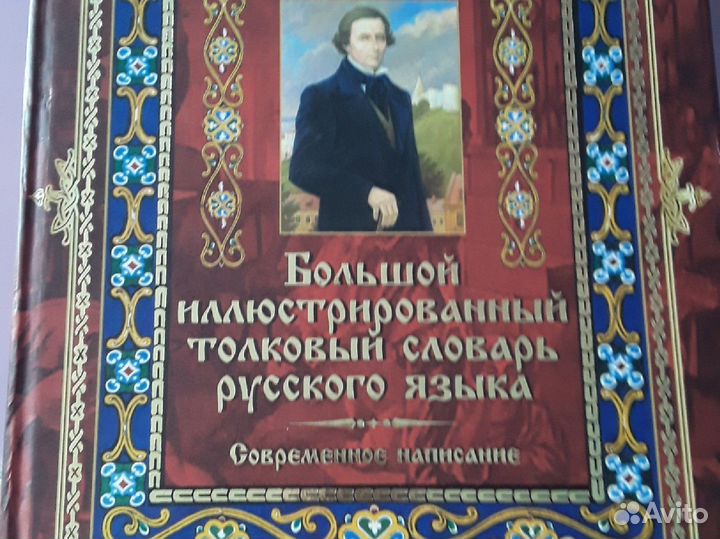 Большой
иллюстрированный
толковый словарь
русского языка
Современное написание
Avito